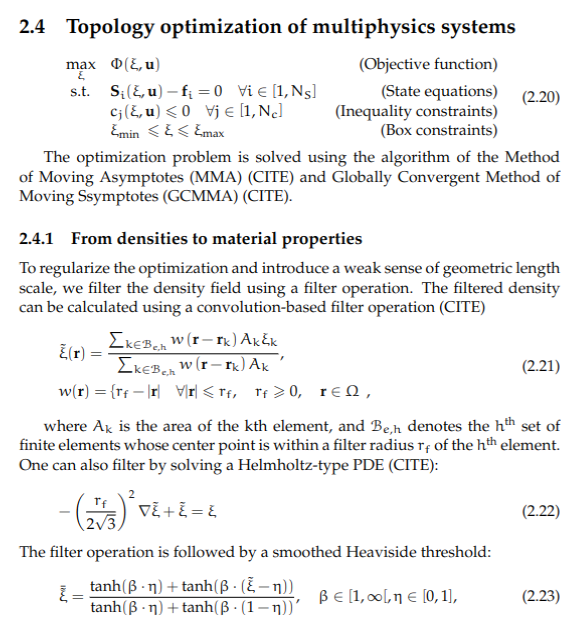 2.4 Topology optimization of multiphysics systems
max ξ Φ(ξ, u) (Objective function)
s.t. Sᵢ(ξ, u) − fᵢ = 0 ∀i ∈ [1, N_S] (State equations) (2.20)
cⱼ(ξ, u) ⩽ 0 ∀j ∈ [1, N_c] (Inequality constraints)
ξ_min ⩽ ξ ⩽ ξ_max (Box constraints)
The optimization problem is solved using the algorithm of the Method
of Moving Asymptotes (MMA) (CITE) and Globally Convergent Method of
Moving Ssymptotes (GCMMA) (CITE).
2.4.1 From densities to material properties
To regularize the optimization and introduce a weak sense of geometric length
scale, we filter the density field using a filter operation. The filtered density
can be calculated using a convolution-based filter operation (CITE)
ξ̃(r) = ∑_{k∈B_{e,h}} w (r − r_k) A_k ξ_k / ∑_{k∈B_{e,h}} w (r − r_k) A_k , (2.21)
w(r) = {r_f − |r| ∀|r| ⩽ r_f, r_f ⩾ 0, r ∈ Ω ,
where A_k is the area of the kth element, and B_{e,h} denotes the hth set of
finite elements whose center point is within a filter radius r_f of the hth element.
One can also filter by solving a Helmholtz-type PDE (CITE):
− (r_f / 2√3)² ∇ξ̃ + ξ̃ = ξ (2.22)
The filter operation is followed by a smoothed Heaviside threshold:
ξ̃̄ = tanh(β · η) + tanh(β · (ξ̃ − η)) / tanh(β · η) + tanh(β · (1 − η)) , β ∈ [1, ∞[, η ∈ [0, 1], (2.23)